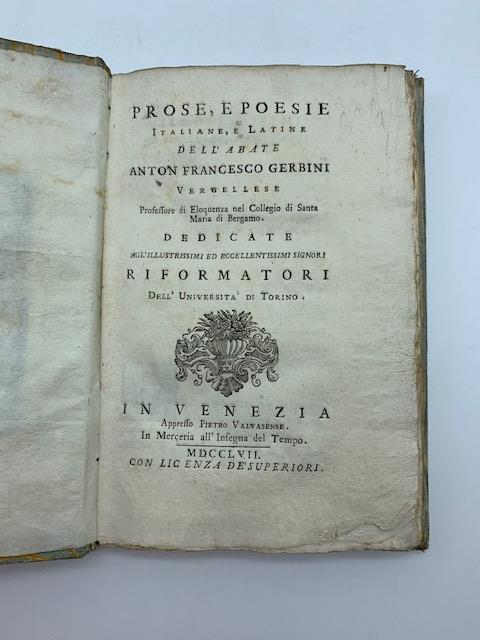 PROSE, E POESIE
ITALIANE, E LATINE
DELL'ABATE
ANTON FRANCESCO GERBINI
VERGELLESE
Professore di Eloquenza nel Collegio di Santa
Maria di Bergamo.
DEDICATE
AGL'ILLUSTRISSIMI ED ECCELLENTISSIMI SIGNORI
RIFORMATORI
DELL' UNIVERSITA' DI TORINO.
IN VENEZIA
Appresso PIETRO VALVASENSE.
In Merceria all' Insegna del Tempo.
MDCCLVII.
CON LICENZA DE' SUPERIORI.